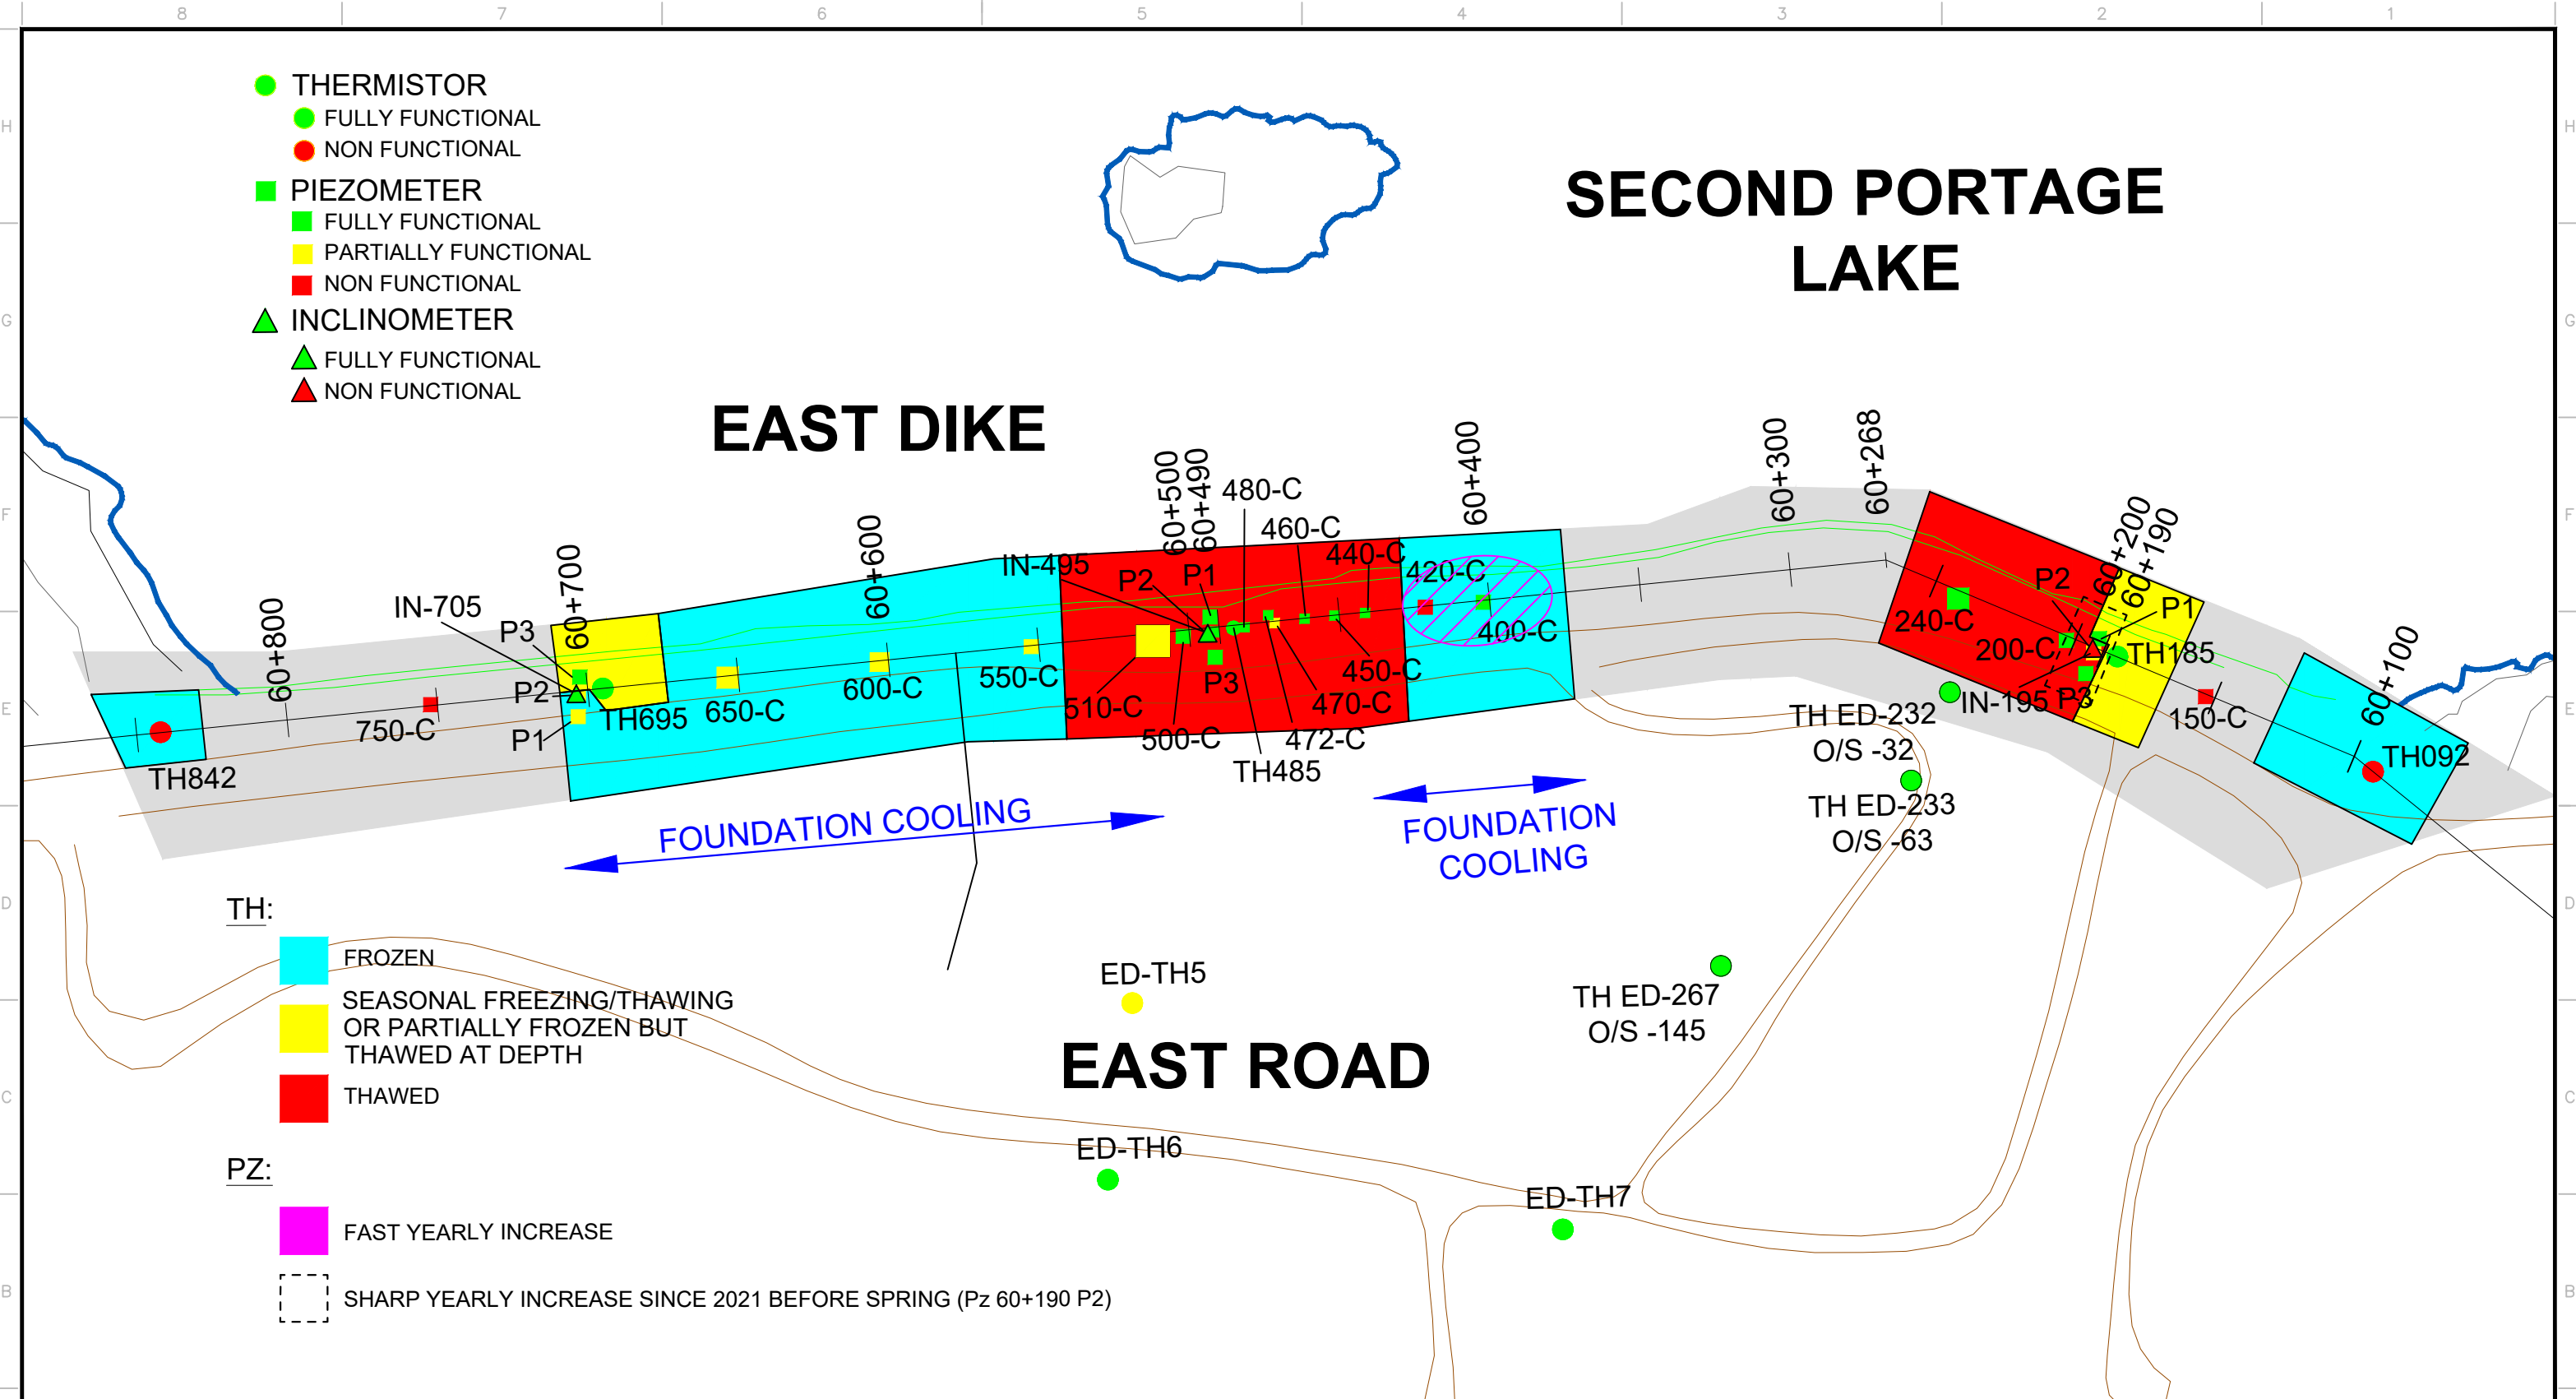 8 7 6 5 4 3 2 1
H H
G G
F F
E E
D D
C C
B B
THERMISTOR
FULLY FUNCTIONAL
NON FUNCTIONAL
PIEZOMETER
FULLY FUNCTIONAL
PARTIALLY FUNCTIONAL
NON FUNCTIONAL
INCLINOMETER
FULLY FUNCTIONAL
NON FUNCTIONAL
SECOND PORTAGE
LAKE
EAST DIKE
60+800
60+700
60+600
60+500
60+490
60+400
60+300
60+268
60+200
60+190
60+100
480-C
460-C
440-C
420-C
400-C
IN-495
P2
P1
IN-705
P3
P2
P1
TH842
750-C
TH695
650-C
600-C
550-C
510-C
500-C
P3
TH485
472-C
470-C
450-C
240-C
200-C
P2
P1
TH185
IN-195
P3
150-C
TH092
TH ED-232
O/S -32
TH ED-233
O/S -63
TH ED-267
O/S -145
FOUNDATION COOLING
FOUNDATION
COOLING
ED-TH5
EAST ROAD
ED-TH6
ED-TH7
TH:
FROZEN
SEASONAL FREEZING/THAWING
OR PARTIALLY FROZEN BUT
THAWED AT DEPTH
THAWED
PZ:
FAST YEARLY INCREASE
SHARP YEARLY INCREASE SINCE 2021 BEFORE SPRING (Pz 60+190 P2)